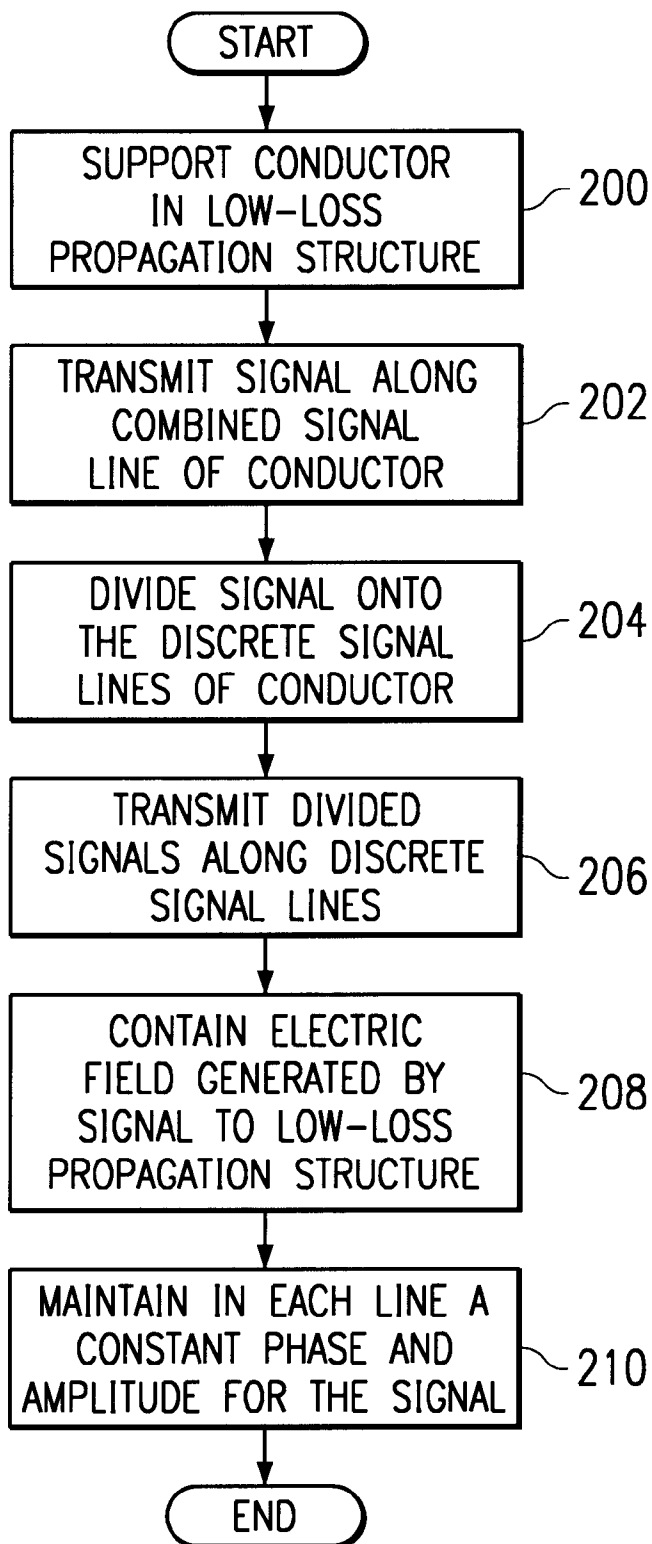 START
SUPPORT CONDUCTOR
IN LOW-LOSS
PROPAGATION STRUCTURE
200
TRANSMIT SIGNAL ALONG
COMBINED SIGNAL
LINE OF CONDUCTOR
202
DIVIDE SIGNAL ONTO
THE DISCRETE SIGNAL
LINES OF CONDUCTOR
204
TRANSMIT DIVIDED
SIGNALS ALONG DISCRETE
SIGNAL LINES
206
CONTAIN ELECTRIC
FIELD GENERATED BY
SIGNAL TO LOW-LOSS
PROPAGATION STRUCTURE
208
MAINTAIN IN EACH LINE A
CONSTANT PHASE AND
AMPLITUDE FOR THE SIGNAL
210
END